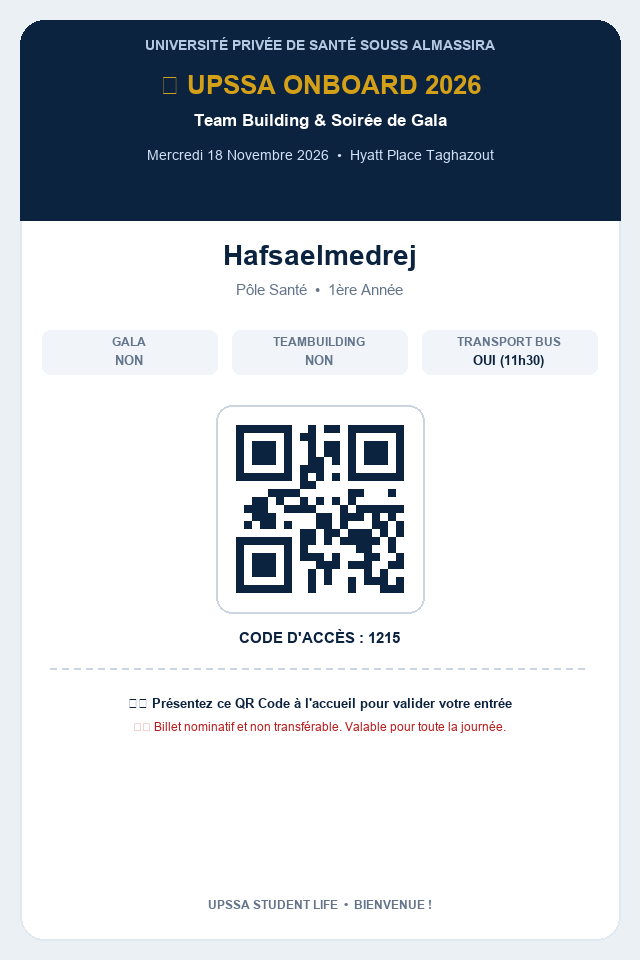 UNIVERSITÉ PRIVÉE DE SANTÉ SOUSS ALMASSIRA
UPSSA ONBOARD 2026
Team Building & Soirée de Gala
Mercredi 18 Novembre 2026 • Hyatt Place Taghazout
Hafsaelmedrej
Pôle Santé • 1ère Année
GALA
NON
TEAMBUILDING
NON
TRANSPORT BUS
OUI (11h30)
CODE D'ACCÈS : 1215
Présentez ce QR Code à l'accueil pour valider votre entrée
Billet nominatif et non transférable. Valable pour toute la journée.
UPSSA STUDENT LIFE • BIENVENUE !